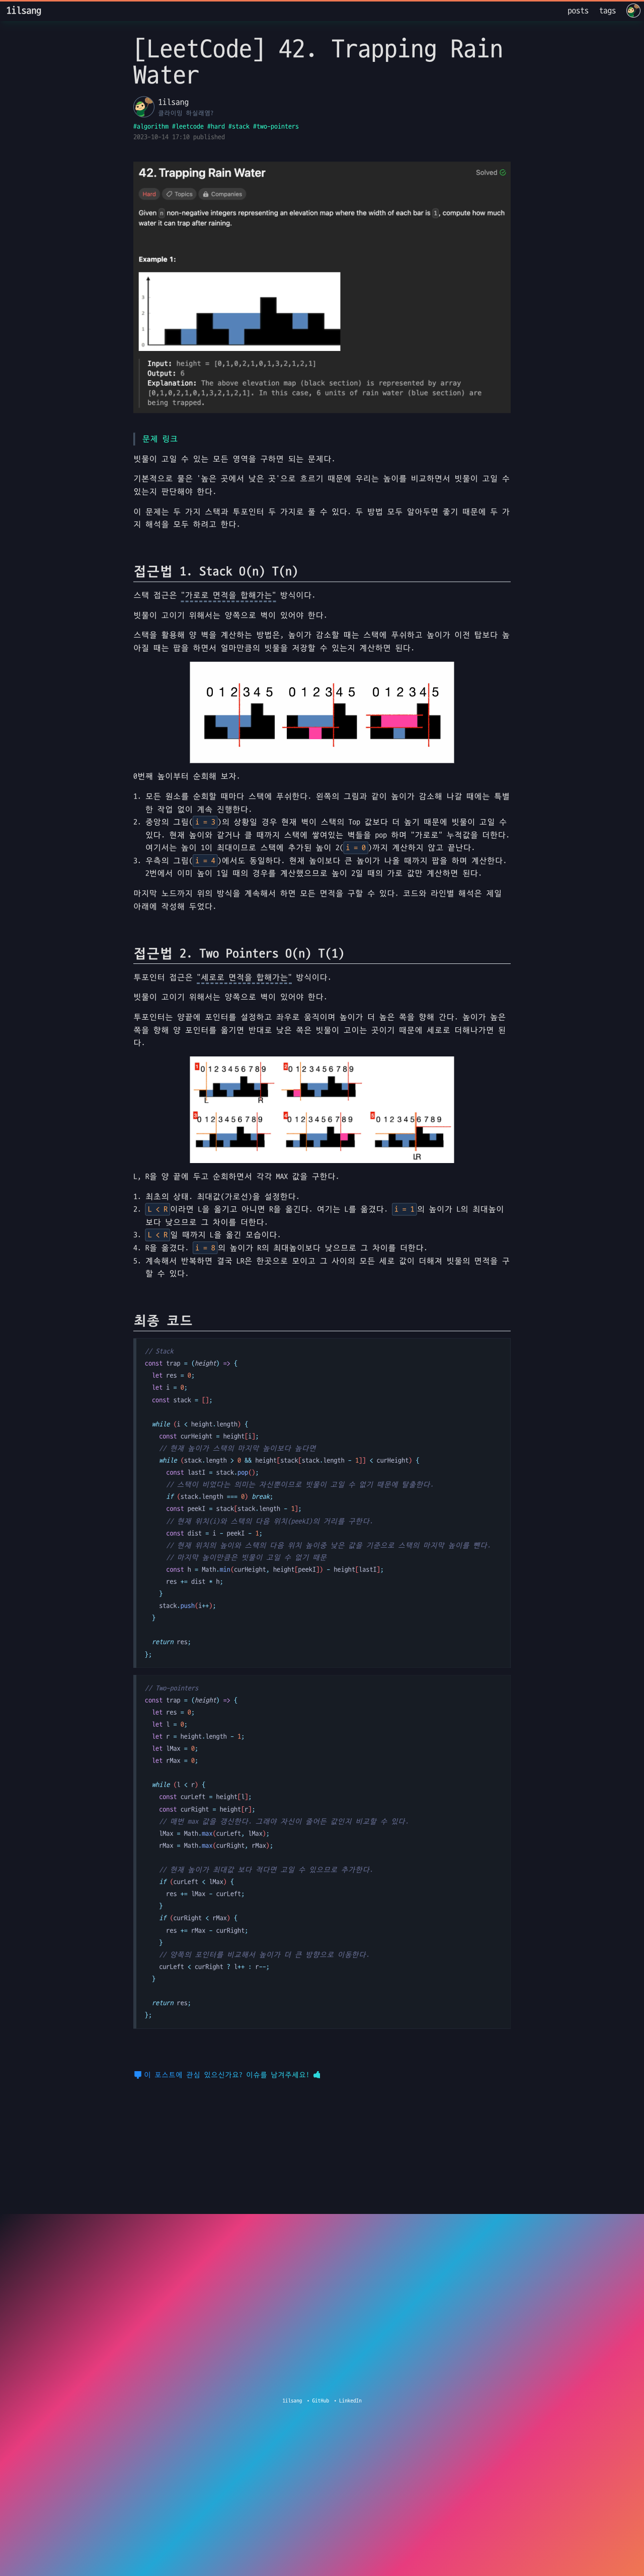 1ilsang
posts tags
[LeetCode] 42. Trapping Rain
Water
1ilsang
클라이밍 하실래염?
#algorithm #leetcode #hard #stack #two-pointers
2023-10-14 17:10 published
42. Trapping Rain Water
Solved
Hard Topics Companies
Given n non-negative integers representing an elevation map where the width of each bar is 1, compute how much
water it can trap after raining.
Example 1:
3
2
1
0
Input: height = [0,1,0,2,1,0,1,3,2,1,2,1]
Output: 6
Explanation: The above elevation map (black section) is represented by array
[0,1,0,2,1,0,1,3,2,1,2,1]. In this case, 6 units of rain water (blue section) are
being trapped.
문제 링크
빗물이 고일 수 있는 모든 영역을 구하면 되는 문제다.
기본적으로 물은 '높은 곳에서 낮은 곳'으로 흐르기 때문에 우리는 높이를 비교하면서 빗물이 고일 수
있는지 판단해야 한다.
이 문제는 두 가지 스택과 투포인터 두 가지로 풀 수 있다. 두 방법 모두 알아두면 좋기 때문에 두 가
지 해석을 모두 하려고 한다.
접근법 1. Stack O(n) T(n)
스택 접근은 "가로로 면적을 합해가는" 방식이다.
빗물이 고이기 위해서는 양쪽으로 벽이 있어야 한다.
스택을 활용해 양 벽을 계산하는 방법은, 높이가 감소할 때는 스택에 푸쉬하고 높이가 이전 탑보다 높
아질 때는 팝을 하면서 얼마만큼의 빗물을 저장할 수 있는지 계산하면 된다.
0 1 2 3 4 5 0 1 2 3 4 5 0 1 2 3 4 5
0번째 높이부터 순회해 보자.
1. 모든 원소를 순회할 때마다 스택에 푸쉬한다. 왼쪽의 그림과 같이 높이가 감소해 나갈 때에는 특별
한 작업 없이 계속 진행한다.
2. 중앙의 그림(i = 3)의 상황일 경우 현재 벽이 스택의 Top 값보다 더 높기 때문에 빗물이 고일 수
있다. 현재 높이와 같거나 클 때까지 스택에 쌓여있는 벽들을 pop 하며 "가로로" 누적값을 더한다.
여기서는 높이 1이 최대이므로 스택에 추가된 높이 2(i = 0)까지 계산하지 않고 끝난다.
3. 우측의 그림(i = 4)에서도 동일하다. 현재 높이보다 큰 높이가 나올 때까지 팝을 하며 계산한다.
2번에서 이미 높이 1일 때의 경우를 계산했으므로 높이 2일 때의 가로 값만 계산하면 된다.
마지막 노드까지 위의 방식을 계속해서 하면 모든 면적을 구할 수 있다. 코드와 라인별 해석은 제일
아래에 작성해 두었다.
접근법 2. Two Pointers O(n) T(1)
투포인터 접근은 "세로로 면적을 합해가는" 방식이다.
빗물이 고이기 위해서는 양쪽으로 벽이 있어야 한다.
투포인터는 양끝에 포인터를 설정하고 좌우로 움직이며 높이가 더 높은 쪽을 향해 간다. 높이가 높은
쪽을 향해 양 포인터를 옮기면 반대로 낮은 쪽은 빗물이 고이는 곳이기 때문에 세로로 더해나가면 된
다.
1 0 1 2 3 4 5 6 7 8 9 2 0 1 2 3 4 5 6 7 8 9
L R
3 0 1 2 3 4 5 6 7 8 9 4 0 1 2 3 4 5 6 7 8 9 5 0 1 2 3 4 5 6 7 8 9
LR
L, R을 양 끝에 두고 순회하면서 각각 MAX 값을 구한다.
1. 최초의 상태. 최대값(가로선)을 설정한다.
2. L < R이라면 L을 옮기고 아니면 R을 옮긴다. 여기는 L를 옮겼다. i = 1의 높이가 L의 최대높이
보다 낮으므로 그 차이를 더한다.
3. L < R일 때까지 L을 옮긴 모습이다.
4. R을 옮겼다. i = 8의 높이가 R의 최대높이보다 낮으므로 그 차이를 더한다.
5. 계속해서 반복하면 결국 LR은 한곳으로 모이고 그 사이의 모든 세로 값이 더해져 빗물의 면적을 구
할 수 있다.
최종 코드
// Stack
const trap = (height) => {
let res = 0;
let i = 0;
const stack = [];
while (i < height.length) {
const curHeight = height[i];
// 현재 높이가 스택의 마지막 높이보다 높다면
while (stack.length > 0 && height[stack[stack.length - 1]] < curHeight) {
const lastI = stack.pop();
// 스택이 비었다는 의미는 자신뿐이므로 빗물이 고일 수 없기 때문에 탈출한다.
if (stack.length === 0) break;
const peekI = stack[stack.length - 1];
// 현재 위치(i)와 스택의 다음 위치(peekI)의 거리를 구한다.
const dist = i - peekI - 1;
// 현재 위치의 높이와 스택의 다음 위치 높이중 낮은 값을 기준으로 스택의 마지막 높이를 뺀다.
// 마지막 높이만큼은 빗물이 고일 수 없기 때문
const h = Math.min(curHeight, height[peekI]) - height[lastI];
res += dist * h;
}
stack.push(i++);
}
return res;
};
// Two-pointers
const trap = (height) => {
let res = 0;
let l = 0;
let r = height.length - 1;
let lMax = 0;
let rMax = 0;
while (l < r) {
const curLeft = height[l];
const curRight = height[r];
// 매번 max 값을 갱신한다. 그래야 자신이 줄어든 값인지 비교할 수 있다.
lMax = Math.max(curLeft, lMax);
rMax = Math.max(curRight, rMax);
// 현재 높이가 최대값 보다 작다면 고일 수 있으므로 추가한다.
if (curLeft < lMax) {
res += lMax - curLeft;
}
if (curRight < rMax) {
res += rMax - curRight;
}
// 양쪽의 포인터를 비교해서 높이가 더 큰 방향으로 이동한다.
curLeft < curRight ? l++ : r--;
}
return res;
};
이 포스트에 관심 있으신가요? 이슈를 남겨주세요!
1ilsang • GitHub • LinkedIn